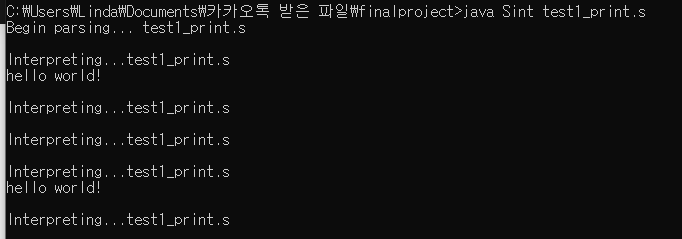 C:\Users\Linda\Documents\카카오톡 받은 파일\finalproject>java Sint test1_print.s
Begin parsing... test1_print.s
Interpreting...test1_print.s
hello world!
Interpreting...test1_print.s
Interpreting...test1_print.s
Interpreting...test1_print.s
hello world!
Interpreting...test1_print.s